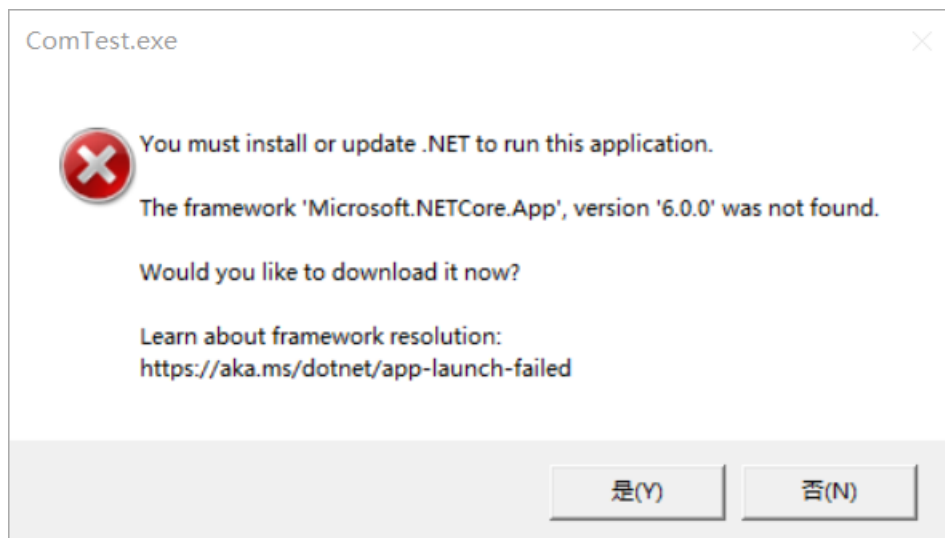 ComTest.exe
You must install or update .NET to run this application.
The framework 'Microsoft.NETCore.App', version '6.0.0' was not found.
Would you like to download it now?
Learn about framework resolution:
https://aka.ms/dotnet/app-launch-failed
是(Y)
否(N)